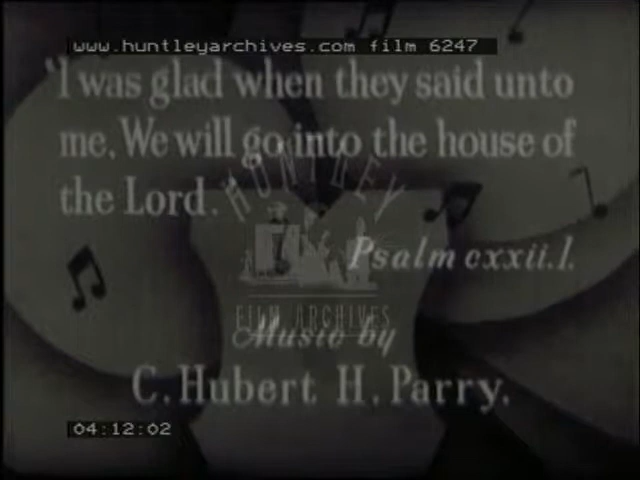 www.huntleyarchives.com film 6247
"I was glad when they said unto
me, We will go into the house of
the Lord."
HUNTLEY
Psalm cxxii.1.
FILM ARCHIVES
Music by
C. Hubert H. Parry.
04:12:02